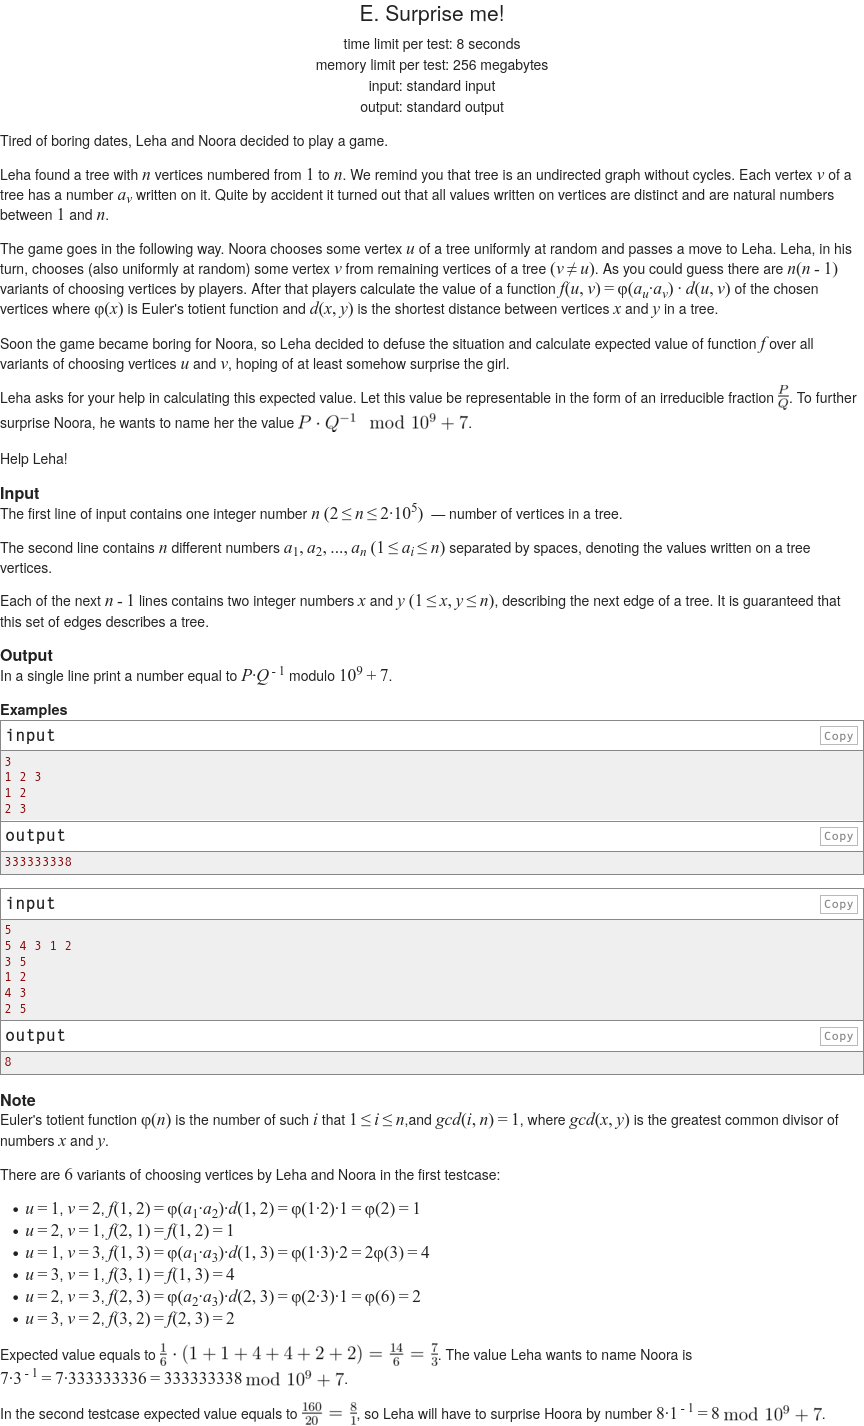 E. Surprise me!
time limit per test: 8 seconds
memory limit per test: 256 megabytes
input: standard input
output: standard output
Tired of boring dates, Leha and Noora decided to play a game.
Leha found a tree with n vertices numbered from 1 to n. We remind you that tree is an undirected graph without cycles. Each vertex v of a
tree has a number a_v written on it. Quite by accident it turned out that all values written on vertices are distinct and are natural numbers
between 1 and n.
The game goes in the following way. Noora chooses some vertex u of a tree uniformly at random and passes a move to Leha. Leha, in his
turn, chooses (also uniformly at random) some vertex v from remaining vertices of a tree (v ≠ u). As you could guess there are n(n - 1)
variants of choosing vertices by players. After that players calculate the value of a function f(u, v) = φ(a_u·a_v) · d(u, v) of the chosen
vertices where φ(x) is Euler's totient function and d(x, y) is the shortest distance between vertices x and y in a tree.
Soon the game became boring for Noora, so Leha decided to defuse the situation and calculate expected value of function f over all
variants of choosing vertices u and v, hoping of at least somehow surprise the girl.
Leha asks for your help in calculating this expected value. Let this value be representable in the form of an irreducible fraction P/Q. To further
surprise Noora, he wants to name her the value P · Q^{-1} mod 10^9 + 7.
Help Leha!
Input
The first line of input contains one integer number n (2 ≤ n ≤ 2·10^5) — number of vertices in a tree.
The second line contains n different numbers a_1, a_2, ..., a_n (1 ≤ a_i ≤ n) separated by spaces, denoting the values written on a tree
vertices.
Each of the next n - 1 lines contains two integer numbers x and y (1 ≤ x, y ≤ n), describing the next edge of a tree. It is guaranteed that
this set of edges describes a tree.
Output
In a single line print a number equal to P·Q^{-1} modulo 10^9 + 7.
Examples
input Copy
3
1 2 3
1 2
2 3
output Copy
333333338
input Copy
5
5 4 3 1 2
3 5
1 2
4 3
2 5
output Copy
8
Note
Euler's totient function φ(n) is the number of such i that 1 ≤ i ≤ n,and gcd(i, n) = 1, where gcd(x, y) is the greatest common divisor of
numbers x and y.
There are 6 variants of choosing vertices by Leha and Noora in the first testcase:
• u = 1, v = 2, f(1, 2) = φ(a_1·a_2)·d(1, 2) = φ(1·2)·1 = φ(2) = 1
• u = 2, v = 1, f(2, 1) = f(1, 2) = 1
• u = 1, v = 3, f(1, 3) = φ(a_1·a_3)·d(1, 3) = φ(1·3)·2 = 2φ(3) = 4
• u = 3, v = 1, f(3, 1) = f(1, 3) = 4
• u = 2, v = 3, f(2, 3) = φ(a_2·a_3)·d(2, 3) = φ(2·3)·1 = φ(6) = 2
• u = 3, v = 2, f(3, 2) = f(2, 3) = 2
Expected value equals to 1/6 · (1 + 1 + 4 + 4 + 2 + 2) = 14/6 = 7/3. The value Leha wants to name Noora is
7·3^{-1} = 7·333333336 = 333333338 mod 10^9 + 7.
In the second testcase expected value equals to 160/20 = 8/1, so Leha will have to surprise Hoora by number 8·1^{-1} = 8 mod 10^9 + 7.